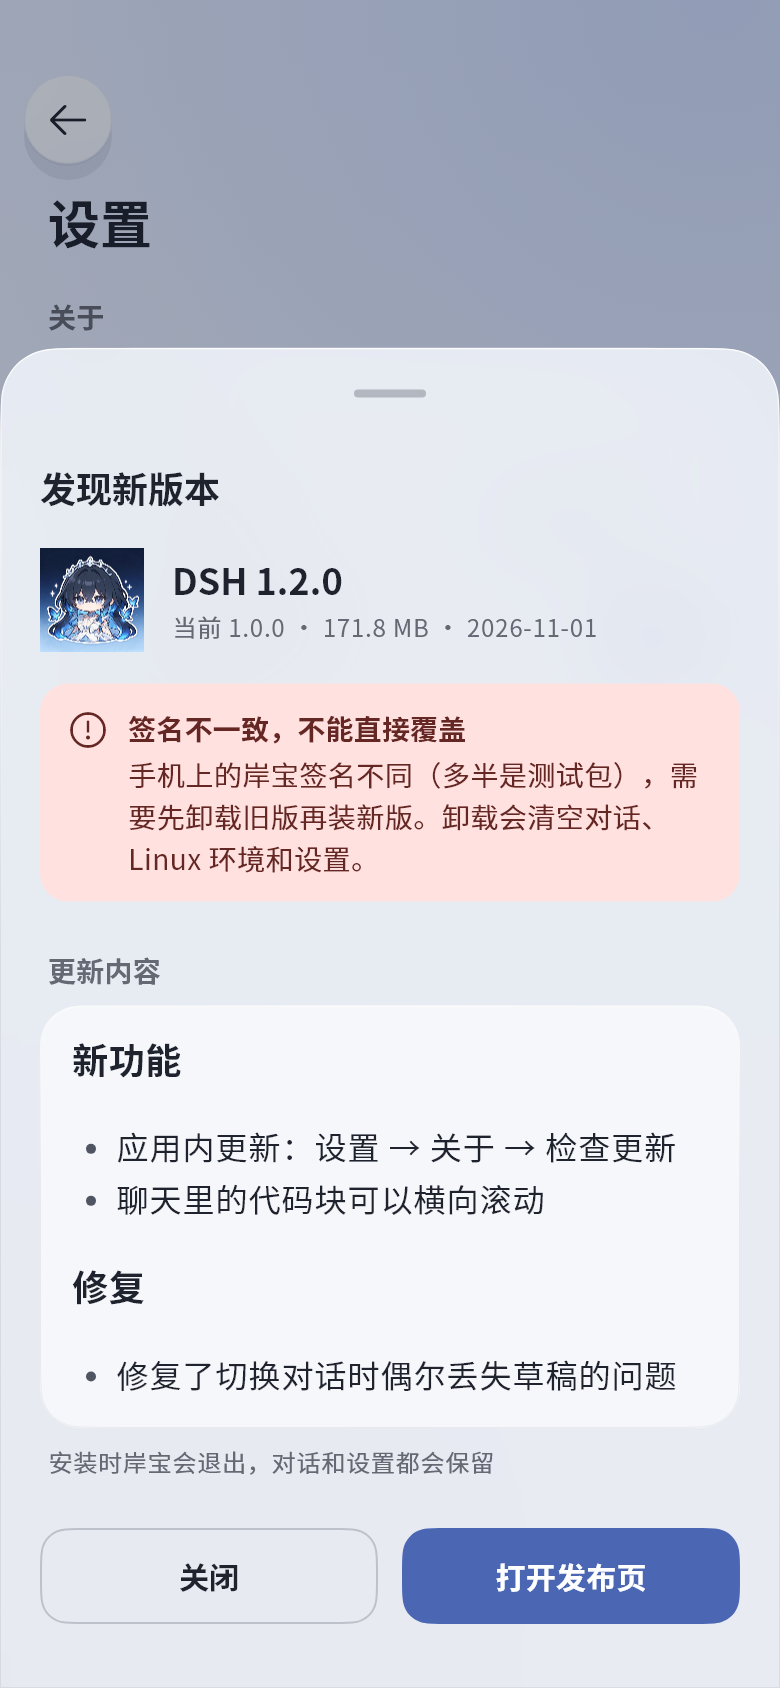 设置
关于
发现新版本
DSH 1.2.0
当前 1.0.0 · 171.8 MB · 2026-11-01
签名不一致，不能直接覆盖
手机上的岸宝签名不同（多半是测试包），需
要先卸载旧版再装新版。卸载会清空对话、
Linux 环境和设置。
更新内容
新功能
• 应用内更新：设置 → 关于 → 检查更新
• 聊天里的代码块可以横向滚动
修复
• 修复了切换对话时偶尔丢失草稿的问题
安装时岸宝会退出，对话和设置都会保留
关闭
打开发布页